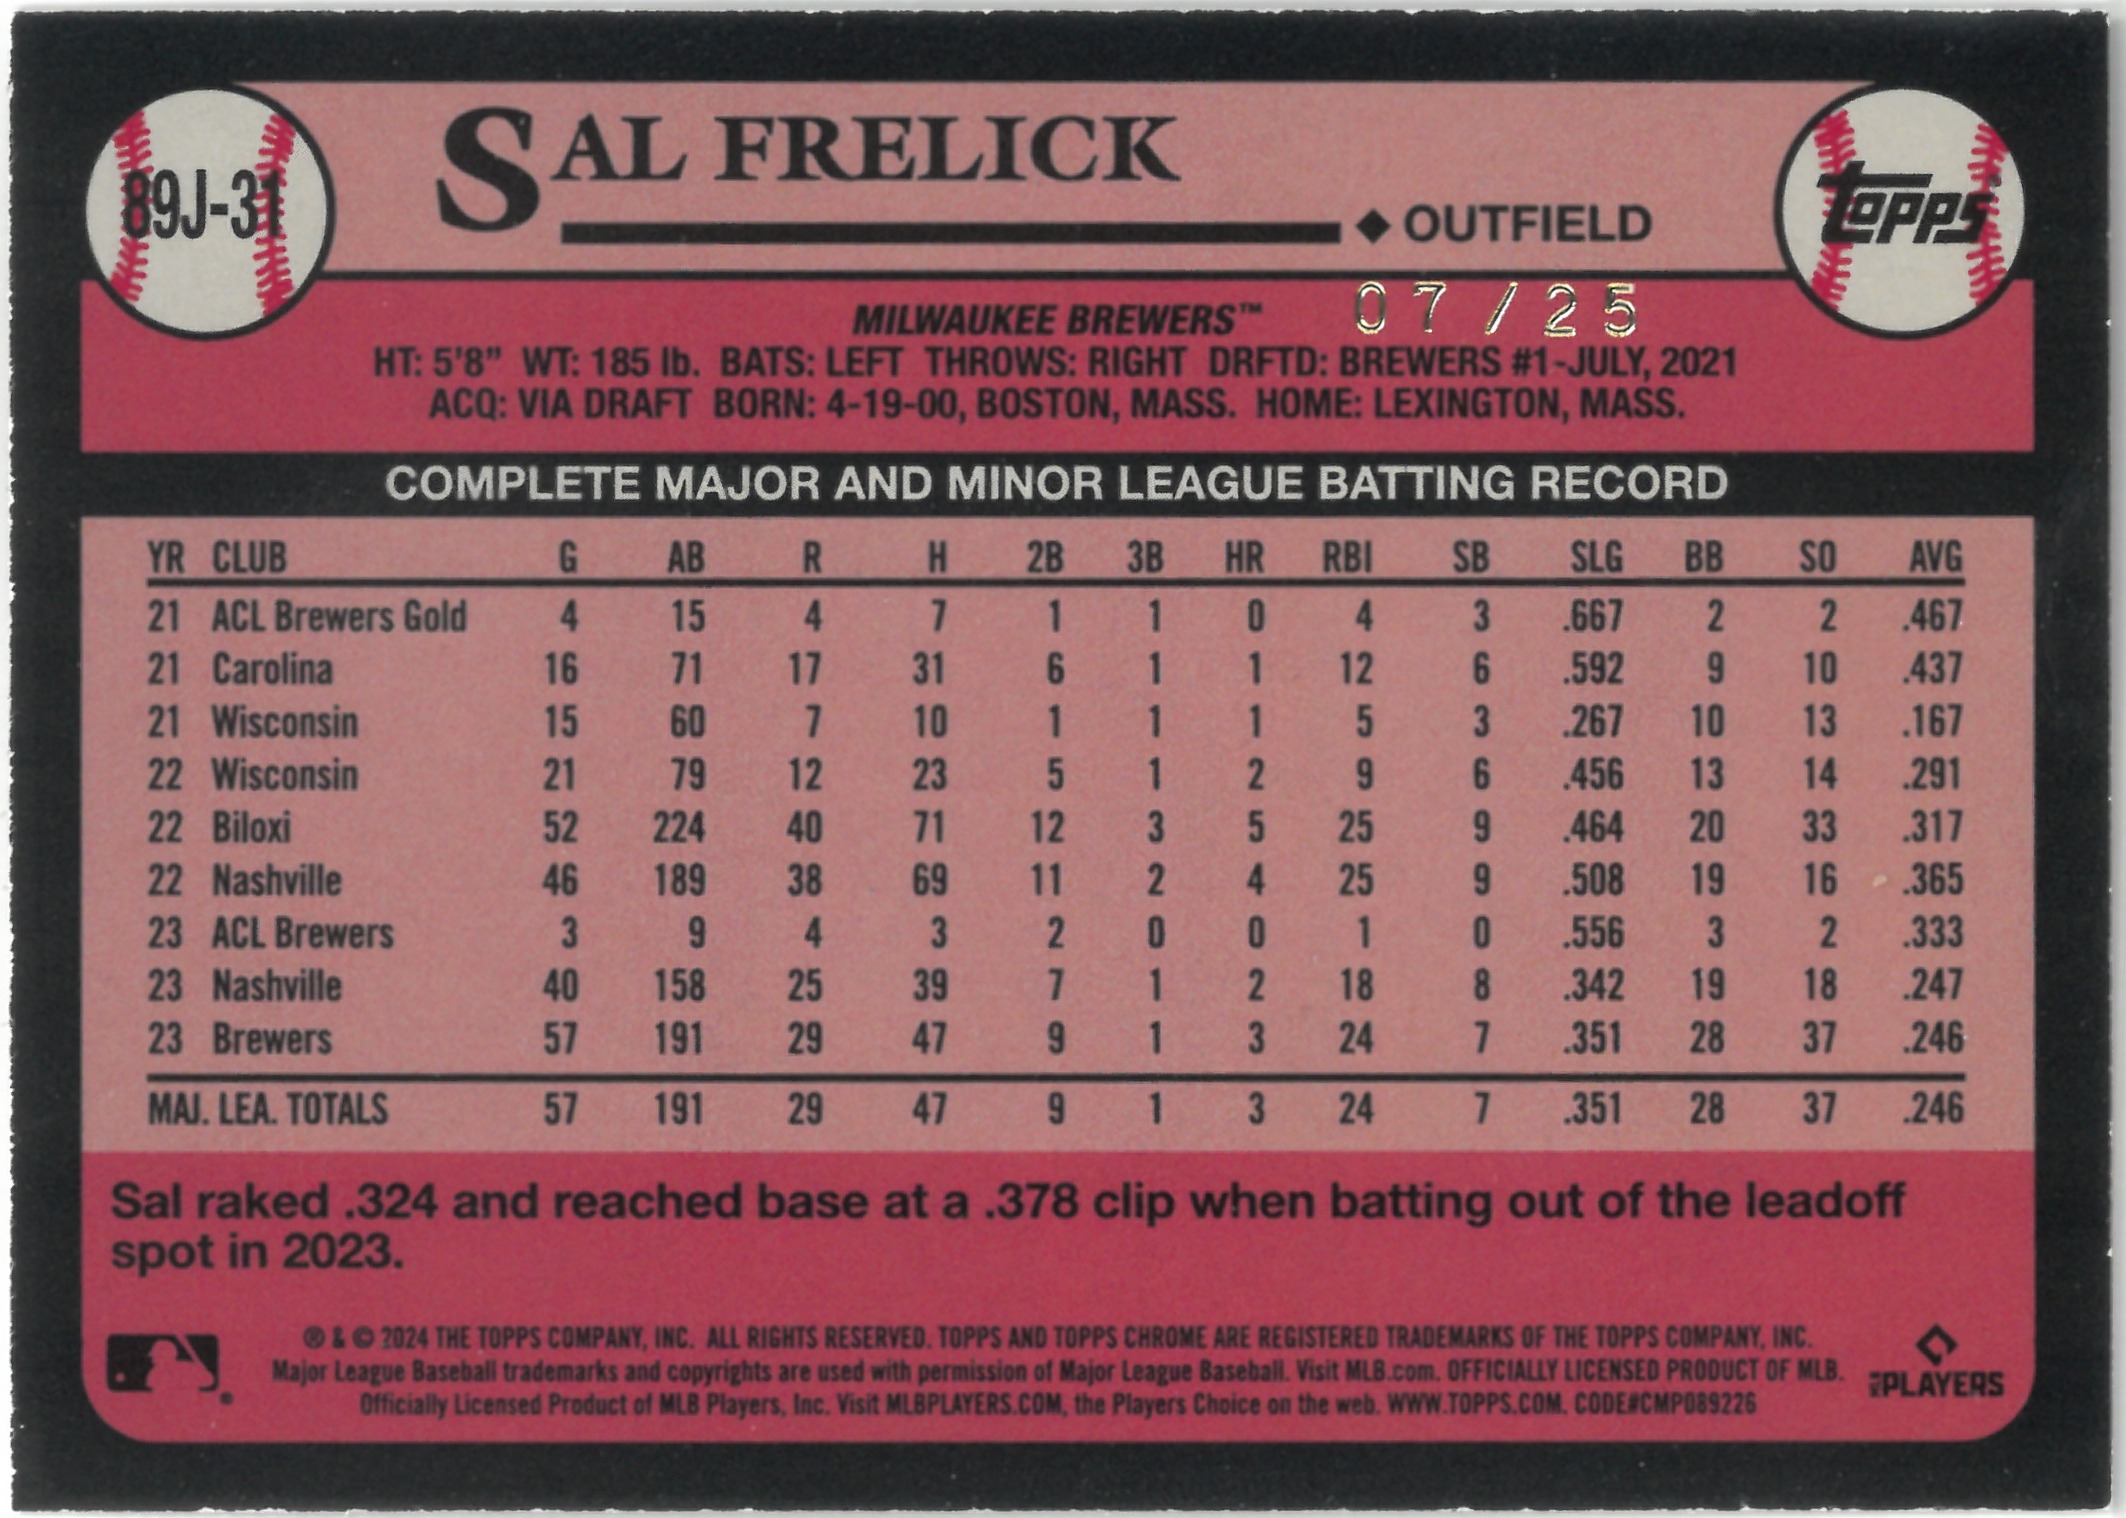 89J-31
SAL FRELICK
◆ OUTFIELD
TOPPS
07/25
MILWAUKEE BREWERS™
HT: 5'8” WT: 185 lb. BATS: LEFT THROWS: RIGHT DRFTD: BREWERS #1-JULY, 2021
ACQ: VIA DRAFT BORN: 4-19-00, BOSTON, MASS. HOME: LEXINGTON, MASS.
COMPLETE MAJOR AND MINOR LEAGUE BATTING RECORD
YR CLUB G AB R H 2B 3B HR RBI SB SLG BB SO AVG
21 ACL Brewers Gold 4 15 4 7 1 1 0 4 3 .667 2 2 .467
21 Carolina 16 71 17 31 6 1 1 12 6 .592 9 10 .437
21 Wisconsin 15 60 7 10 1 1 1 5 3 .267 10 13 .167
22 Wisconsin 21 79 12 23 5 1 2 9 6 .456 13 14 .291
22 Biloxi 52 224 40 71 12 3 5 25 9 .464 20 33 .317
22 Nashville 46 189 38 69 11 2 4 25 9 .508 19 16 .365
23 ACL Brewers 3 9 4 3 2 0 0 1 0 .556 3 2 .333
23 Nashville 40 158 25 39 7 1 2 18 8 .342 19 18 .247
23 Brewers 57 191 29 47 9 1 3 24 7 .351 28 37 .246
MAJ. LEA. TOTALS 57 191 29 47 9 1 3 24 7 .351 28 37 .246
Sal raked .324 and reached base at a .378 clip when batting out of the leadoff
spot in 2023.
® & © 2024 THE TOPPS COMPANY, INC. ALL RIGHTS RESERVED. TOPPS AND TOPPS CHROME ARE REGISTERED TRADEMARKS OF THE TOPPS COMPANY, INC.
Major League Baseball trademarks and copyrights are used with permission of Major League Baseball. Visit MLB.com. OFFICIALLY LICENSED PRODUCT OF MLB.
Officially Licensed Product of MLB Players, Inc. Visit MLBPLAYERS.COM, the Players Choice on the web. WWW.TOPPS.COM. CODE#CMP089226
®
MLB PLAYERS